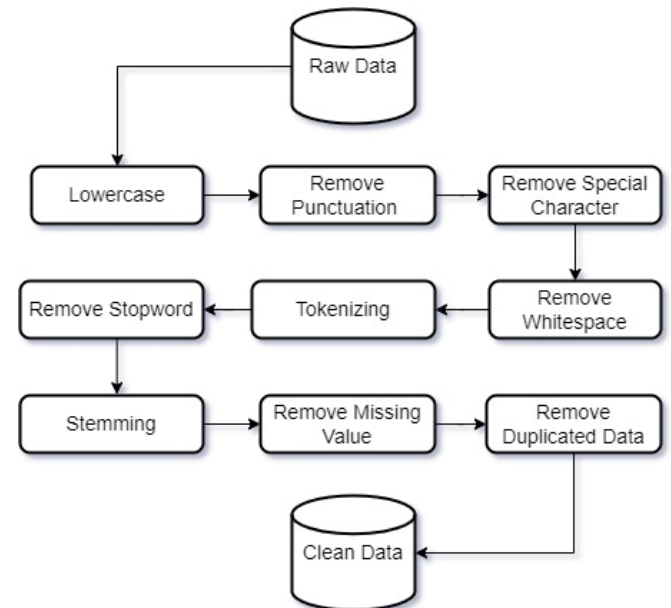 Raw Data
Lowercase
Remove
Punctuation
Remove Special
Character
Remove
Whitespace
Tokenizing
Remove Stopword
Stemming
Remove Missing
Value
Remove
Duplicated Data
Clean Data